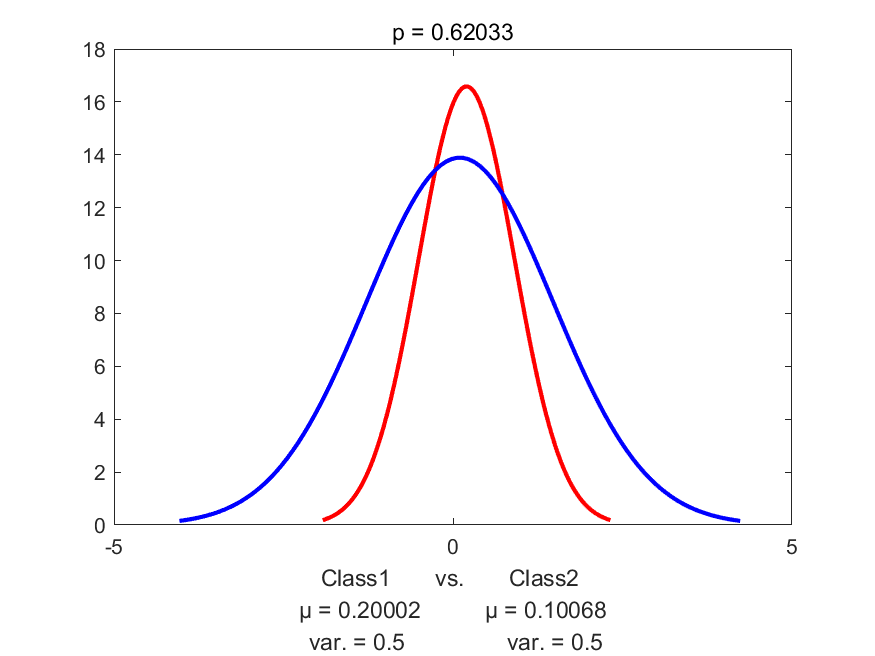 p = 0.62033
18
16
14
12
10
8
6
4
2
0
-5 0 5
Class1 vs. Class2
μ = 0.20002 μ = 0.10068
var. = 0.5 var. = 0.5